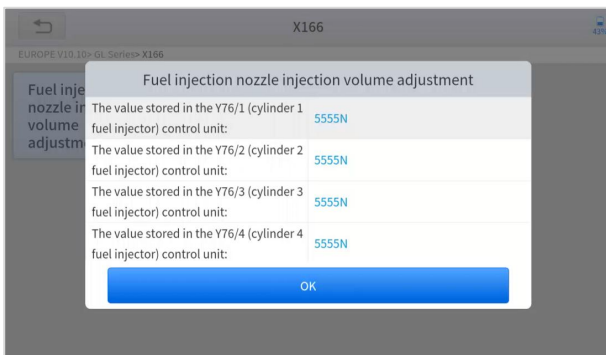 X166
43%
EUROPE V10.10> GL Series> X166
Fuel injection nozzle injection volume adjustment
Fuel inje
nozzle in
volume
adjustm
The value stored in the Y76/1 (cylinder 1
fuel injector) control unit:
5555N
The value stored in the Y76/2 (cylinder 2
fuel injector) control unit:
5555N
The value stored in the Y76/3 (cylinder 3
fuel injector) control unit:
5555N
The value stored in the Y76/4 (cylinder 4
fuel injector) control unit:
5555N
OK